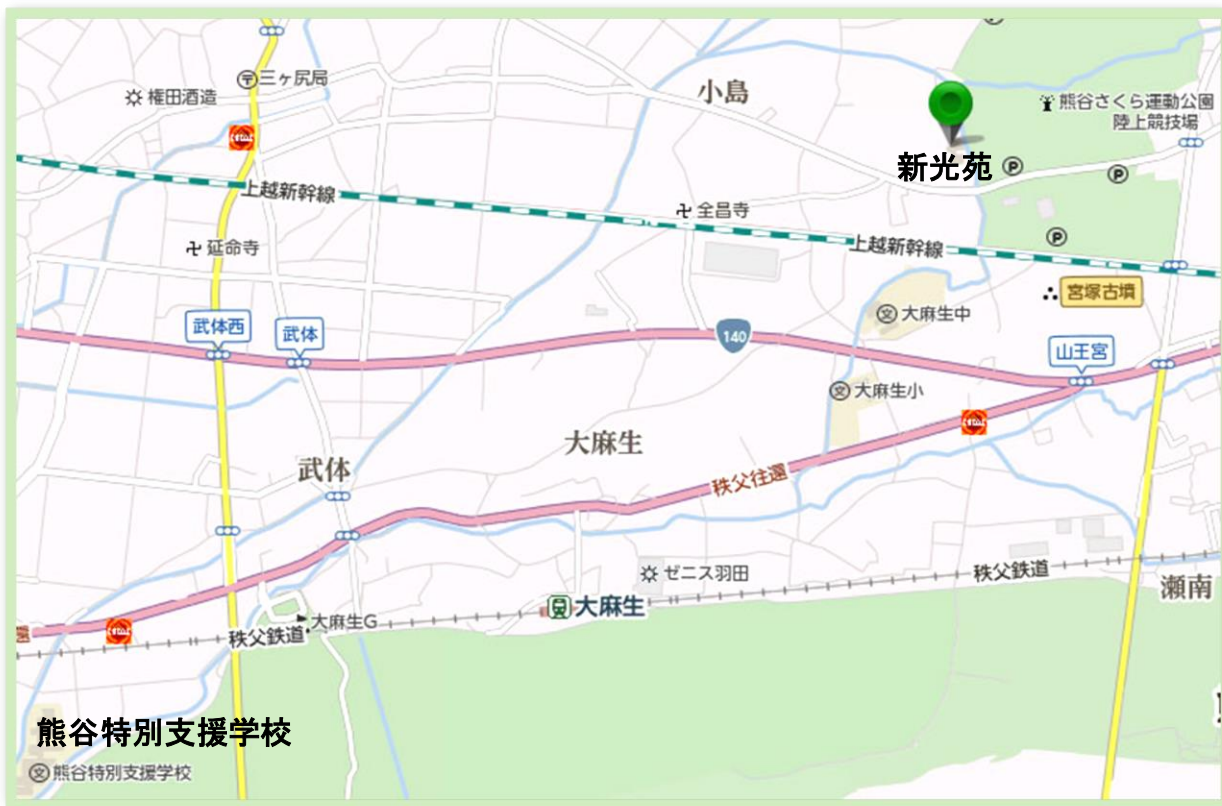 三ヶ尻局
権田酒造
小島
熊谷さくら運動公園
陸上競技場
新光苑
上越新幹線
全昌寺
延命寺
上越新幹線
宮塚古墳
大麻生中
武体西
武体
140
山王宮
大麻生小
大麻生
武体
秩父往還
ゼニス羽田
秩父鉄道
瀬南
大麻生
大麻生G
秩父鉄道
熊谷特別支援学校
熊谷特別支援学校
P
P
P
文
文
文